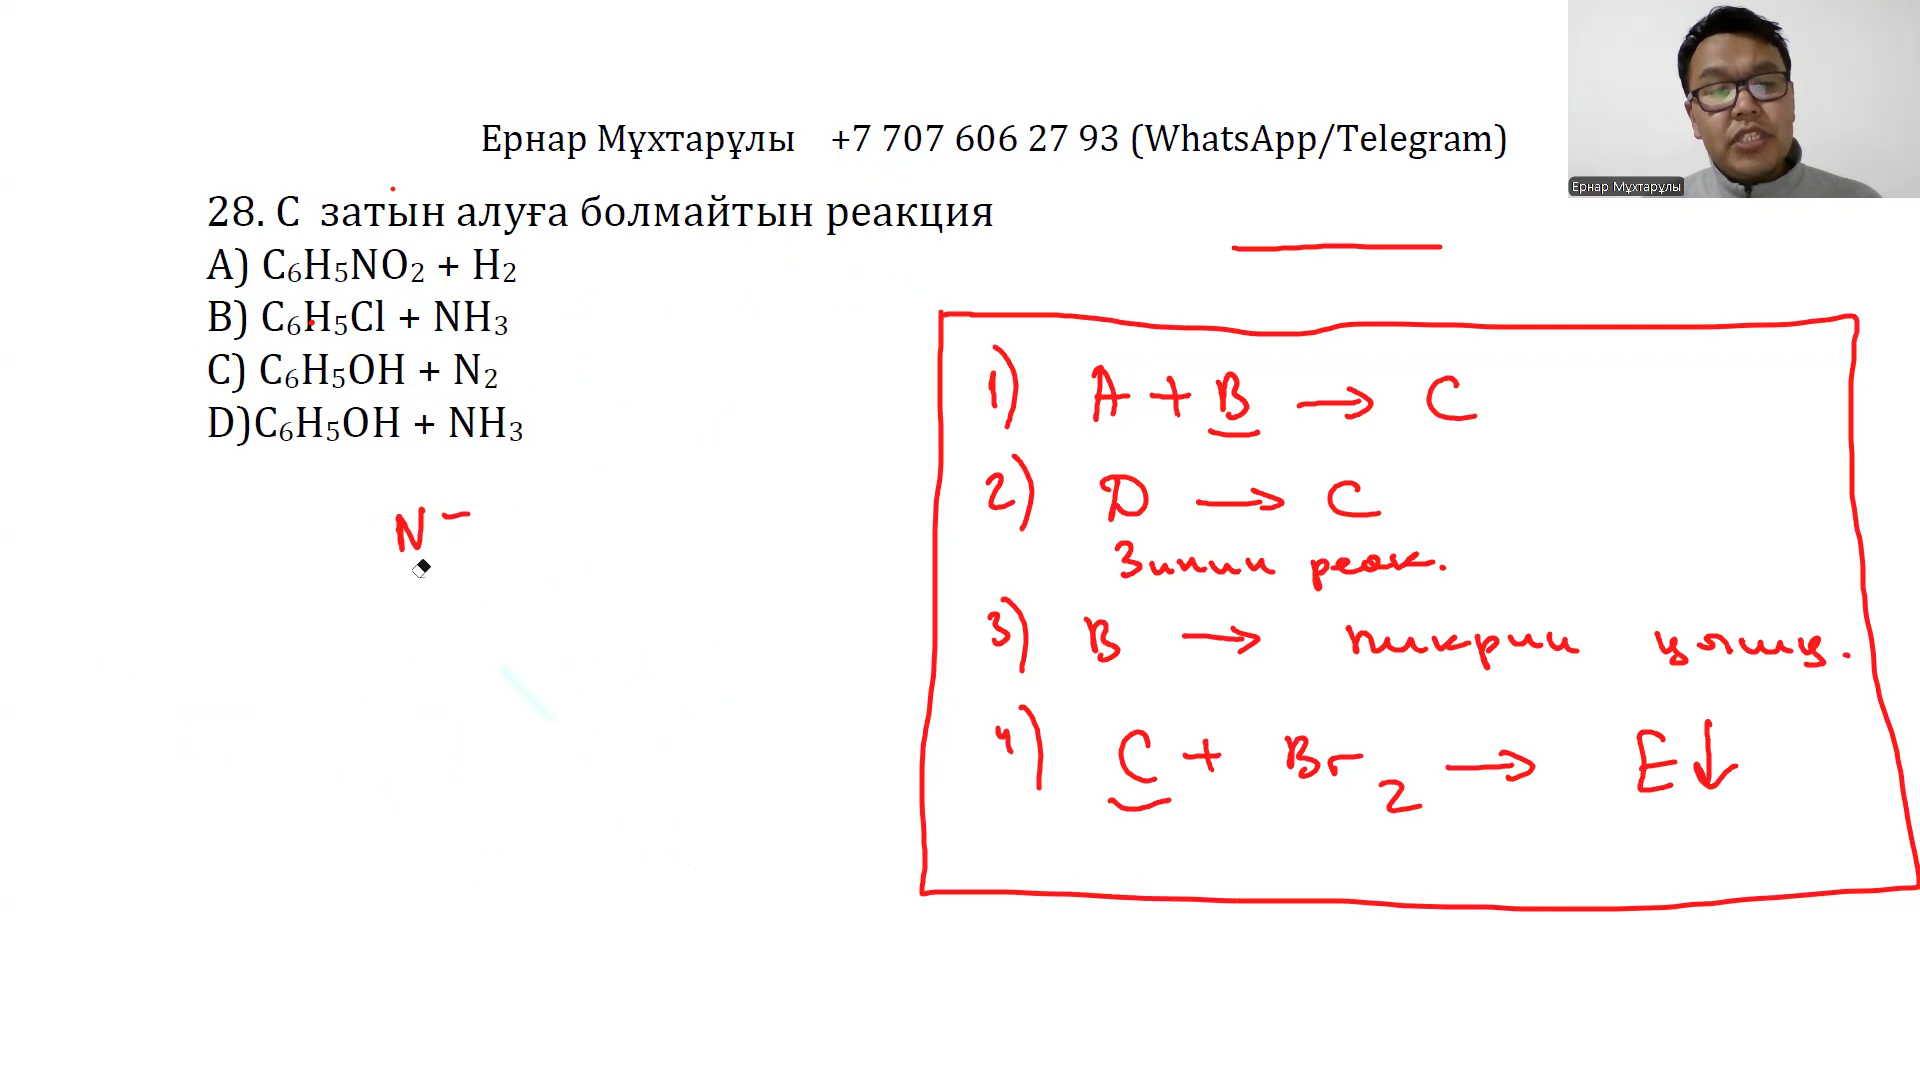 Ернар Мұхтарұлы +7 707 606 27 93 (WhatsApp/Telegram)
Ернар Мұхтарұлы
28. С затын алуға болмайтын реакция
A) C₆H₅NO₂ + H₂
B) C₆H₅Cl + NH₃
C) C₆H₅OH + N₂
D)C₆H₅OH + NH₃
N -
1) A + B → C
2) D → C
Зинин реак.
3) B → пикрин қышқ.
4) C + Br₂ → E↓